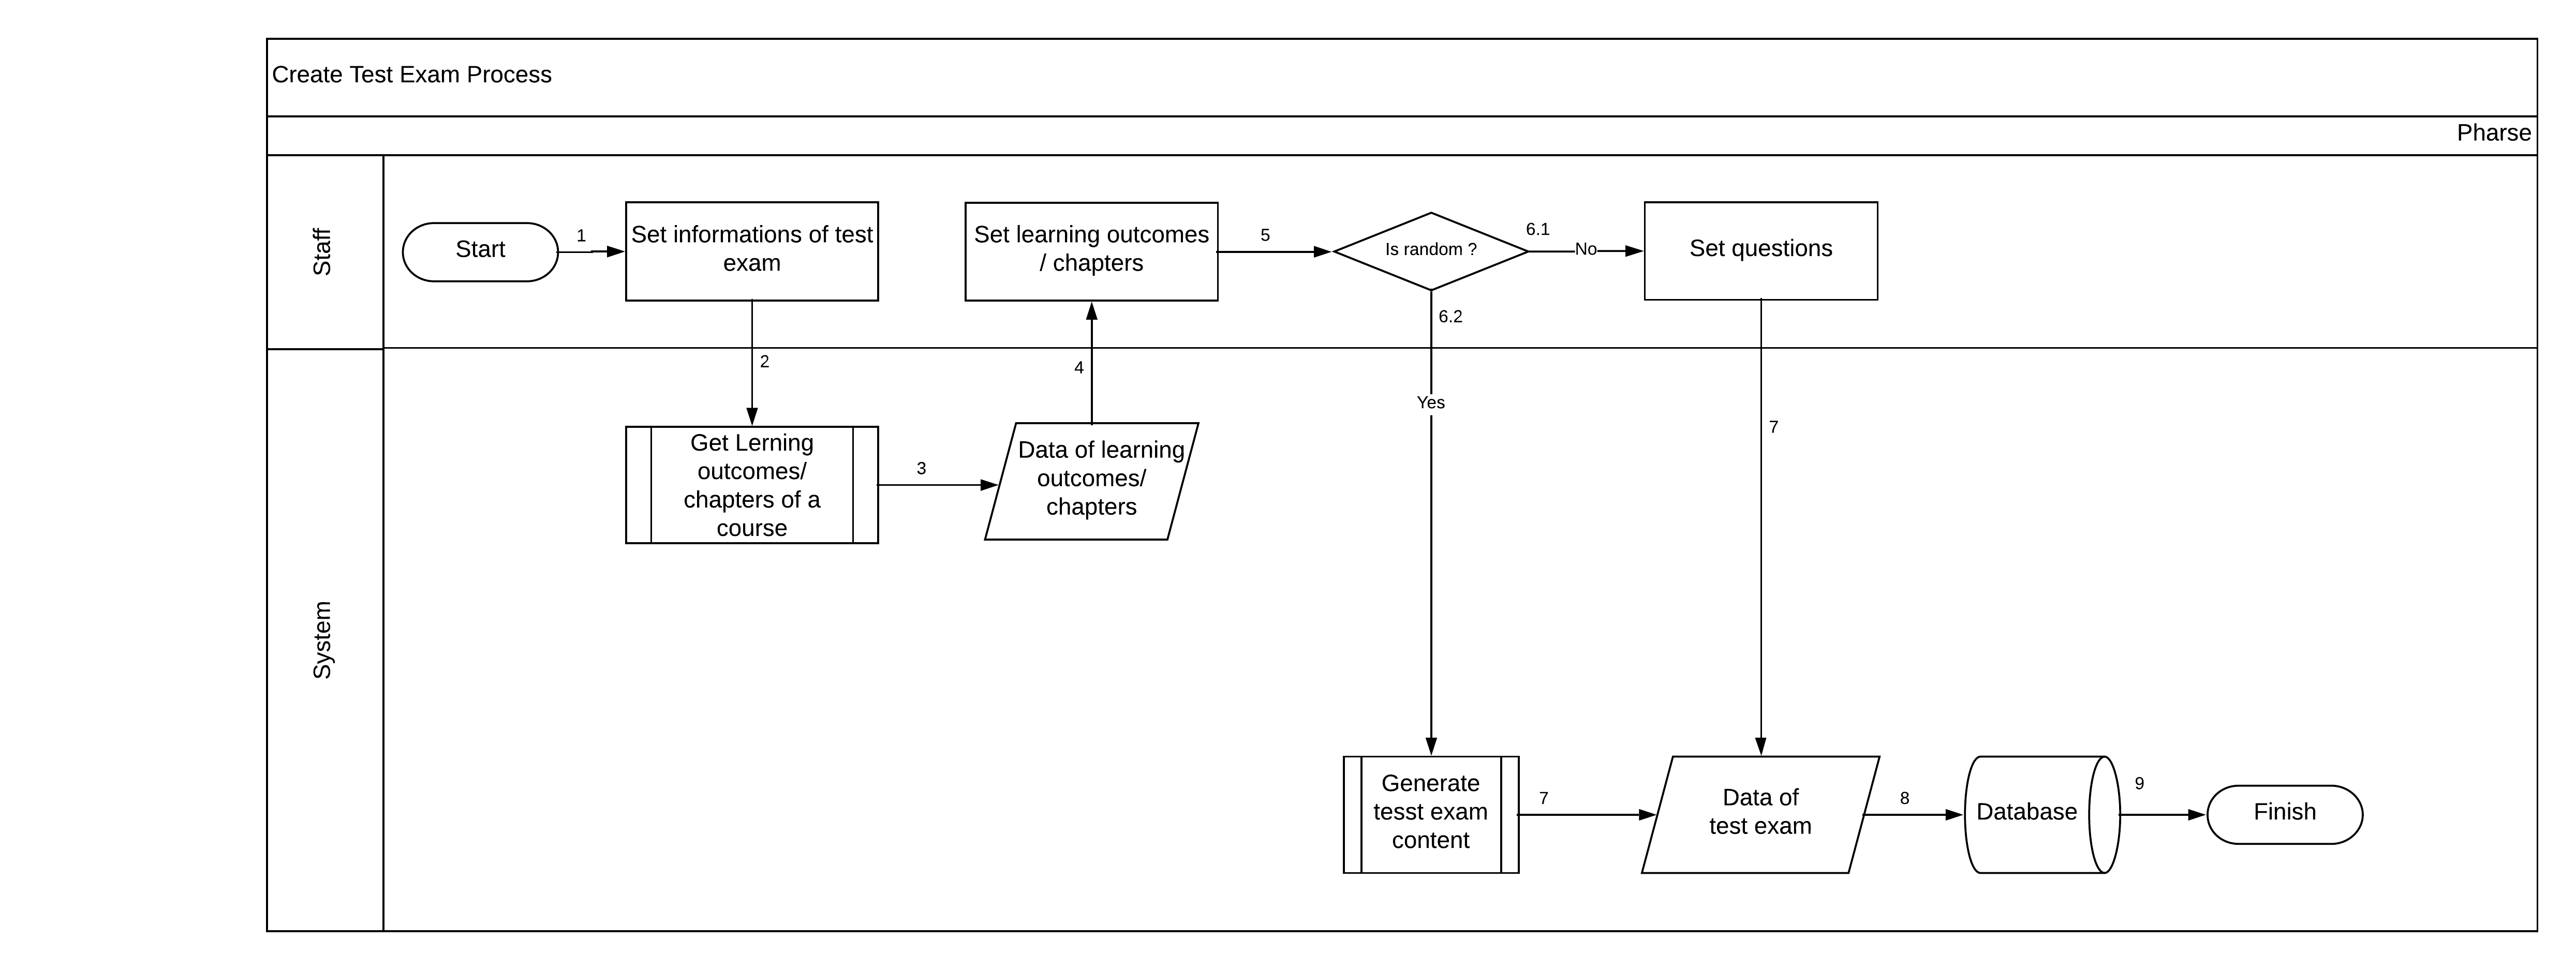 Create Test Exam Process
Pharse
Staff
Start
1
Set informations of test
exam
Set learning outcomes
/ chapters
5
Is random ?
6.1
No
Set questions
6.2
2
4
Yes
7
System
Get Lerning
outcomes/
chapters of a
course
3
Data of learning
outcomes/
chapters
Generate
tesst exam
content
7
Data of
test exam
8
Database
9
Finish